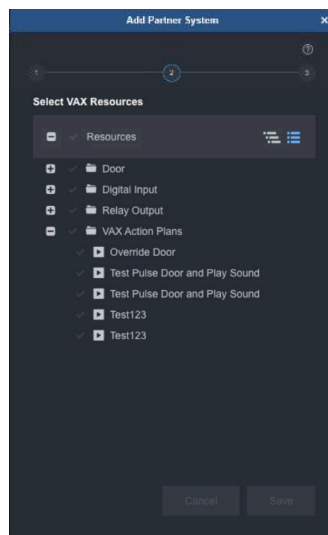 Add Partner System
1
2
3
Select VAX Resources
Resources
Door
Digital Input
Relay Output
VAX Action Plans
Override Door
Test Pulse Door and Play Sound
Test Pulse Door and Play Sound
Test123
Test123
Cancel Save